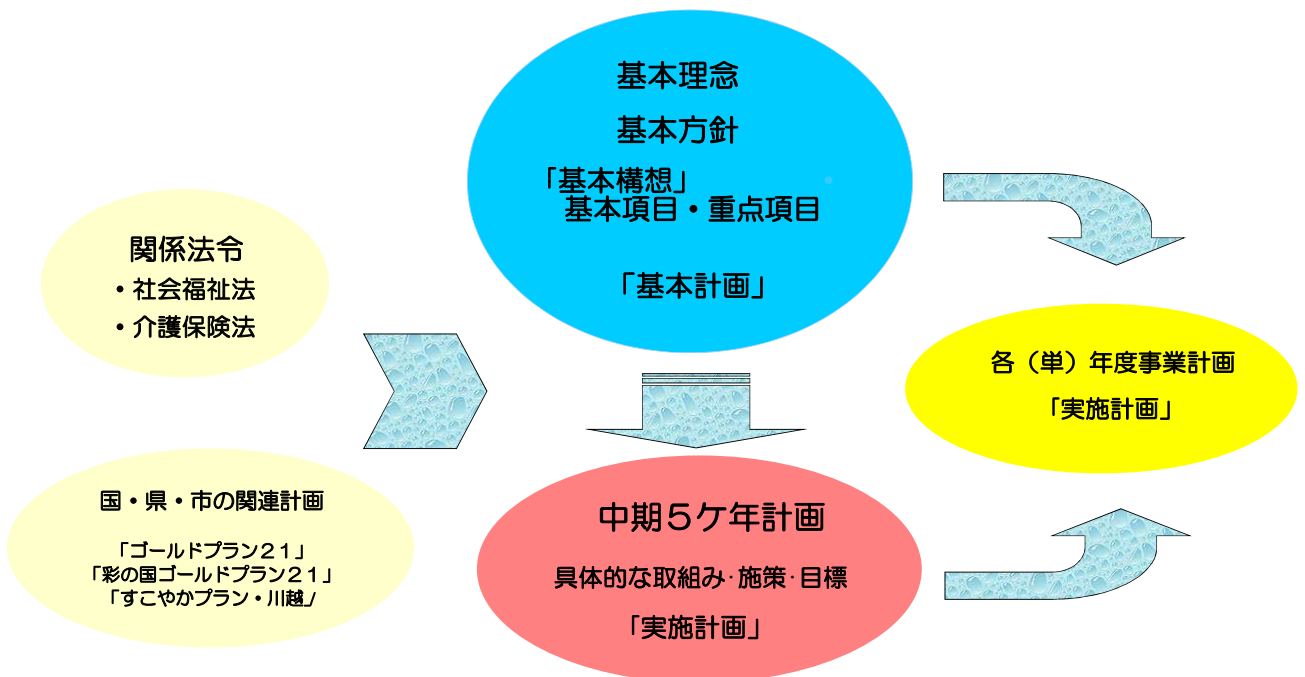 基本理念
基本方針
「基本構想」
基本項目・重点項目
「基本計画」
関係法令
・社会福祉法
・介護保険法
国・県・市の関連計画
「ゴールドプラン２１」
「彩の国ゴールドプラン２１」
「すこやかプラン・川越」
中期５ケ年計画
具体的な取組み･施策･目標
「実施計画」
各（単）年度事業計画
「実施計画」